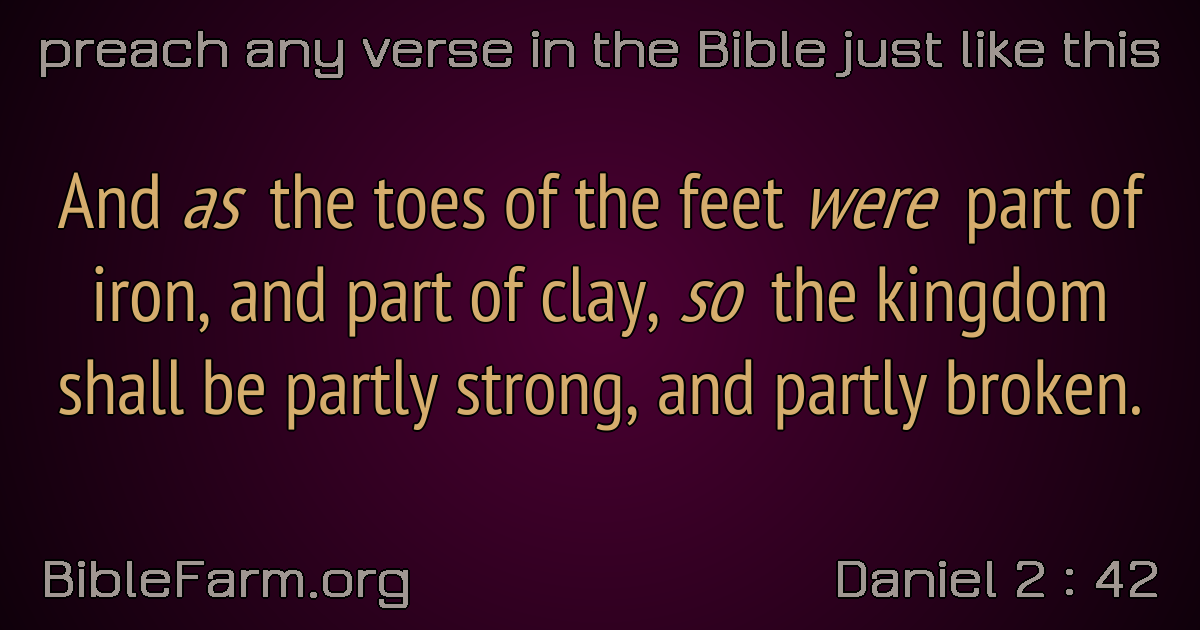 preach any verse in the Bible just like this
And as the toes of the feet were part of
iron, and part of clay, so the kingdom
shall be partly strong, and partly broken.
BibleFarm.org
Daniel 2 : 42